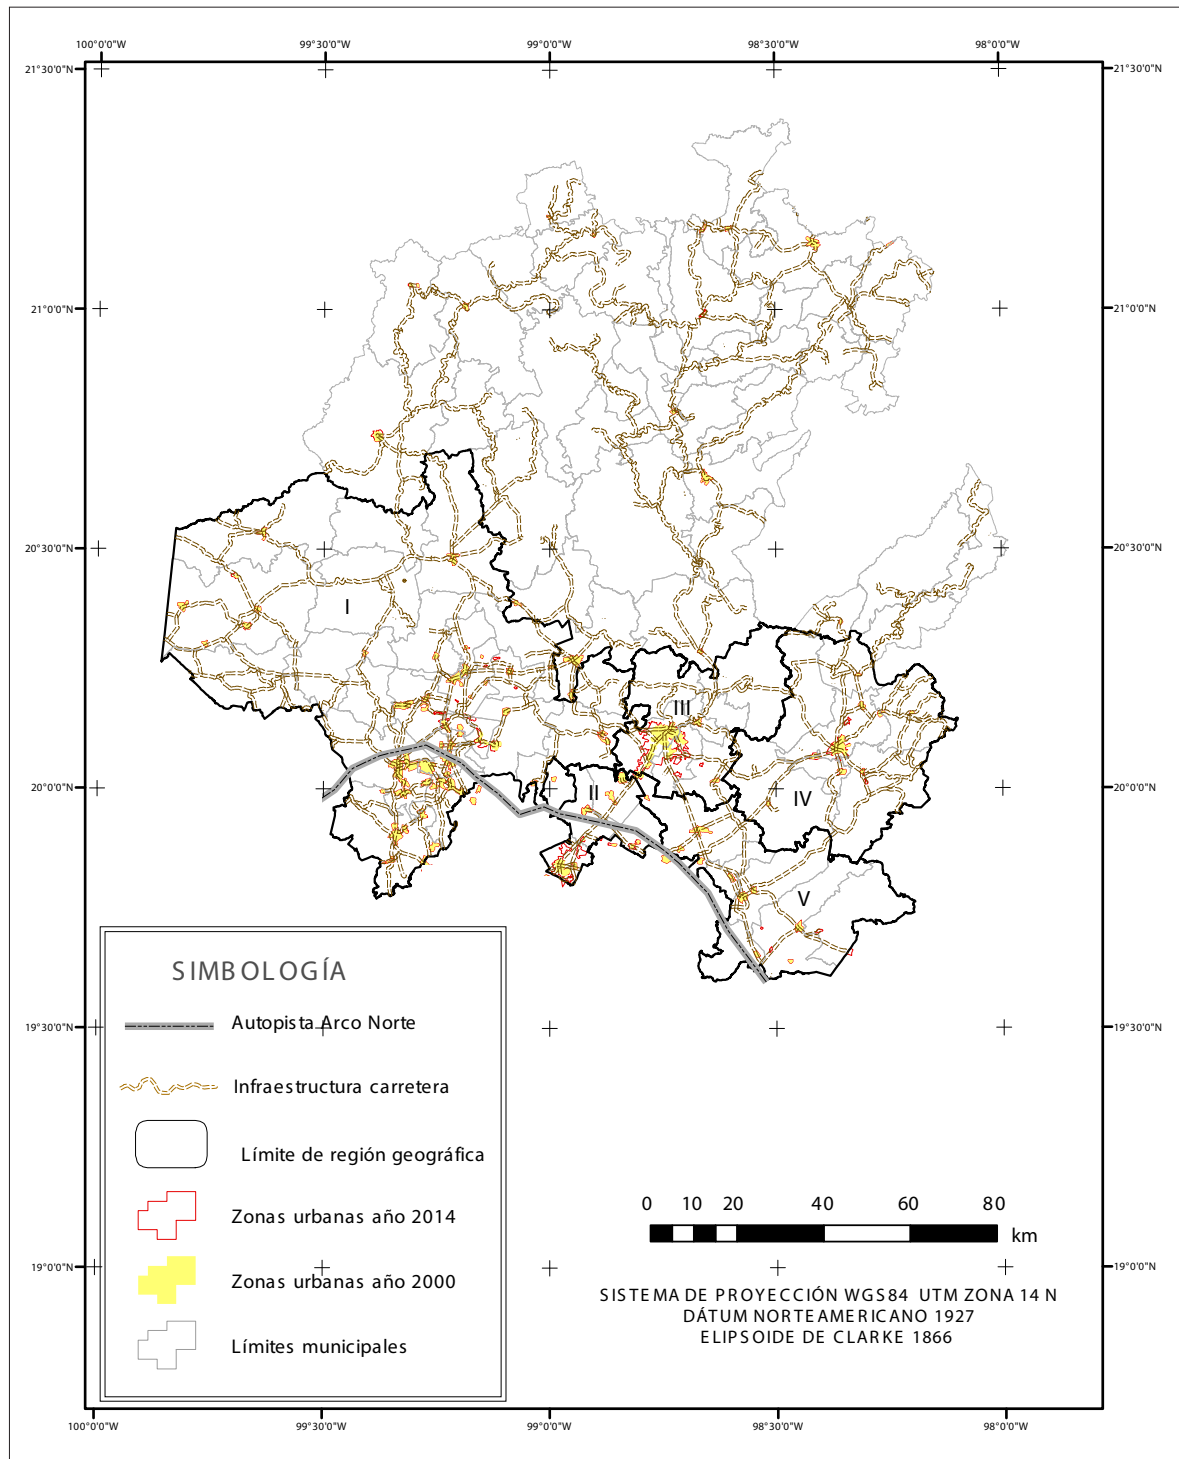 100°0'0"W 99°30'0"W 99°0'0"W 98°30'0"W 98°0'0"W
21°30'0"N 21°30'0"N
21°0'0"N 21°0'0"N
20°30'0"N 20°30'0"N
I
III
20°0'0"N 20°0'0"N
II
IV
V
SIMBOLOGÍA
Autopista Arco Norte
19°30'0"N 19°30'0"N
Infraestructura carretera
Límite de región geográfica
Zonas urbanas año 2014
0 10 20 40 60 80
km
Zonas urbanas año 2000
19°0'0"N 19°0'0"N
SISTEMA DE PROYECCIÓN WGS84 UTM ZONA 14 N
DÁTUM NORTEAMERICANO 1927
ELIPSOIDE DE CLARKE 1866
Límites municipales
100°0'0"W 99°30'0"W 99°0'0"W 98°30'0"W 98°0'0"W